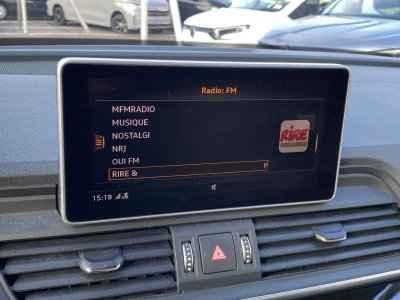 Radio: FM
MFMRADIO
MUSIQUE
NOSTALGI
NRJ
OUI FM
RIRE &
RIRE
15:18